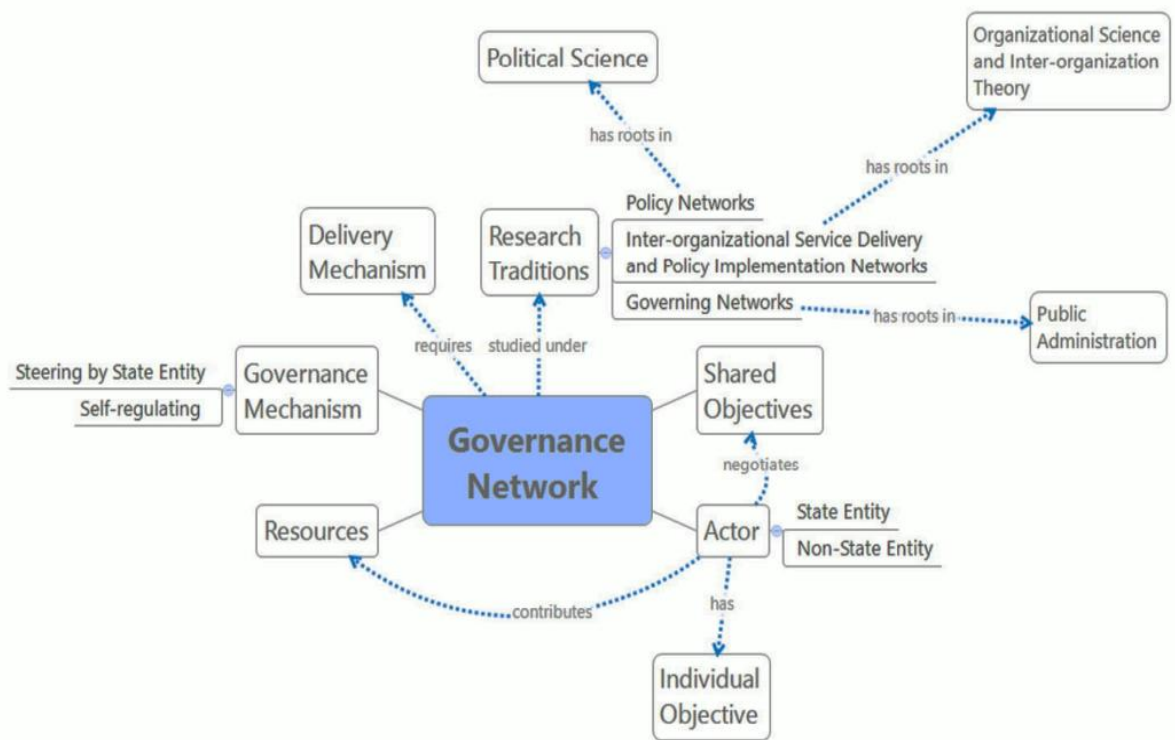 Political Science
Organizational Science
and Inter-organization
Theory
has roots in
has roots in
Policy Networks
Delivery
Mechanism
Research
Traditions
Inter-organizational Service Delivery
and Policy Implementation Networks
Governing Networks
has roots in
Public
Administration
requires
studied under
Steering by State Entity
Self-regulating
Governance
Mechanism
Shared
Objectives
Governance
Network
negotiates
Resources
Actor
State Entity
Non-State Entity
contributes
has
Individual
Objective